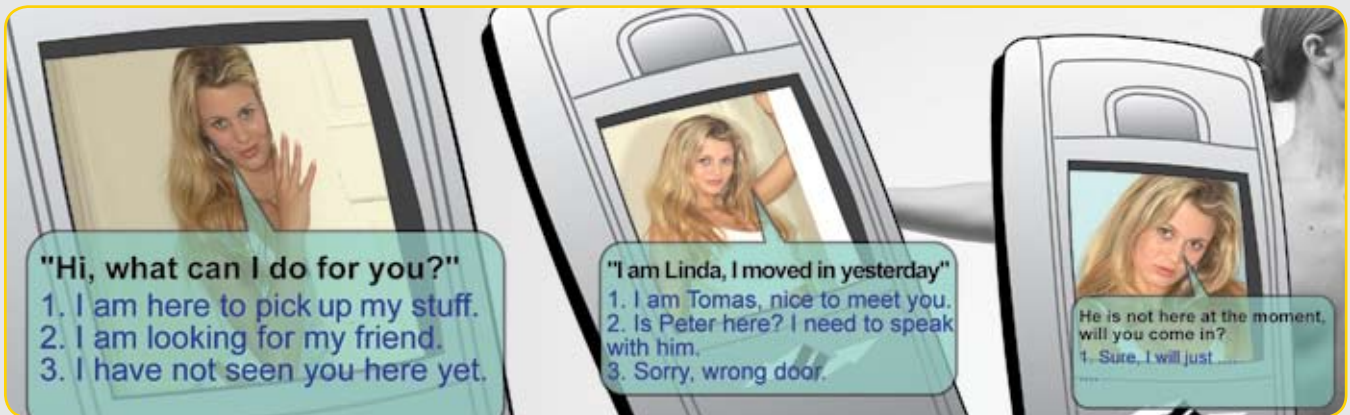 "Hi, what can I do for you?"
1. I am here to pick up my stuff.
2. I am looking for my friend.
3. I have not seen you here yet.
"I am Linda, I moved in yesterday"
1. I am Tomas, nice to meet you.
2. Is Peter here? I need to speak
with him.
3. Sorry, wrong door.
He is not here at the moment,
will you come in?
1. Sure, I will just .....
....